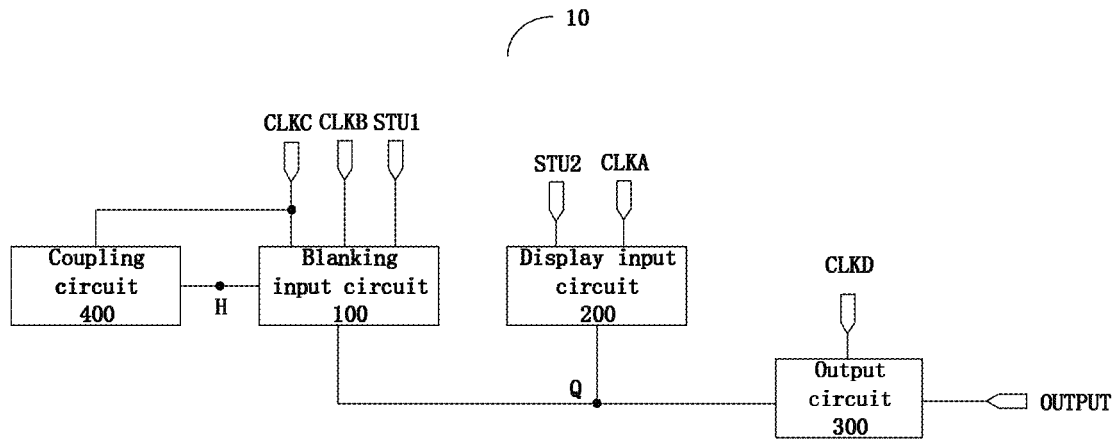 10
CLKC CLKB STU1
STU2 CLKA
Coupling
circuit
400
H
Blanking
input circuit
100
Display input
circuit
200
CLKD
Q
Output
circuit
300
OUTPUT